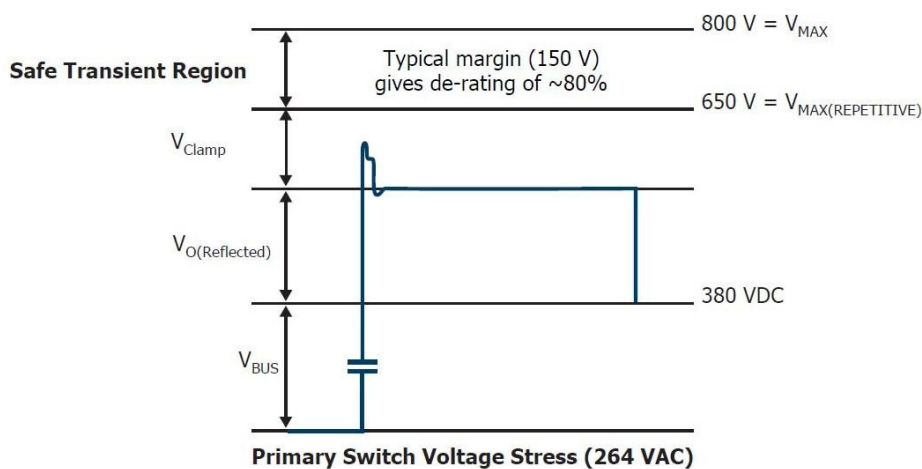 800 V = VMAX
Safe Transient Region
Typical margin (150 V)
gives de-rating of ~80%
650 V = VMAX(REPETITIVE)
VClamp
VO(Reflected)
380 VDC
VBUS
Primary Switch Voltage Stress (264 VAC)